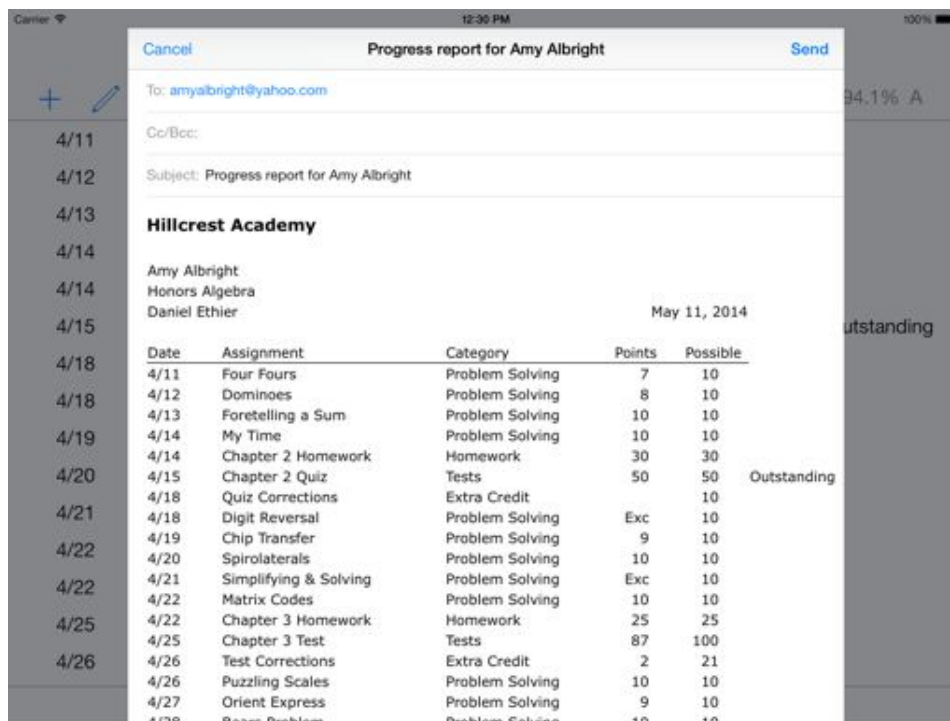 Carrier 12:30 PM 100%
Cancel Progress report for Amy Albright Send
To: amyalbright@yahoo.com
94.1% A
Cc/Bcc:
Subject: Progress report for Amy Albright
Hillcrest Academy
Amy Albright
Honors Algebra
Daniel Ethier May 11, 2014
Date Assignment Category Points Possible
4/11 Four Fours Problem Solving 7 10
4/12 Dominoes Problem Solving 8 10
4/13 Foretelling a Sum Problem Solving 10 10
4/14 My Time Problem Solving 10 10
4/14 Chapter 2 Homework Homework 30 30
4/15 Chapter 2 Quiz Tests 50 50 Outstanding
4/18 Quiz Corrections Extra Credit 10
4/18 Digit Reversal Problem Solving Exc 10
4/19 Chip Transfer Problem Solving 9 10
4/20 Spirolaterals Problem Solving 10 10
4/21 Simplifying & Solving Problem Solving Exc 10
4/22 Matrix Codes Problem Solving 10 10
4/22 Chapter 3 Homework Homework 25 25
4/25 Chapter 3 Test Tests 87 100
4/26 Test Corrections Extra Credit 2 21
4/26 Puzzling Scales Problem Solving 10 10
4/27 Orient Express Problem Solving 9 10
4/11
4/12
4/13
4/14
4/14
4/15 utstanding
4/18
4/18
4/19
4/20
4/21
4/22
4/22
4/25
4/26